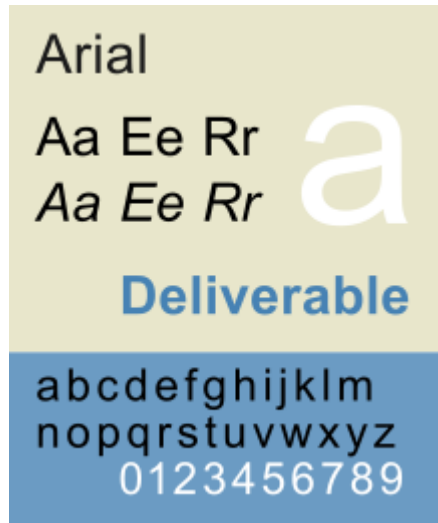 Arial
Aa Ee Rr
Aa Ee Rr
a
Deliverable
abcdefghijklm
nopqrstuvwxyz
0123456789